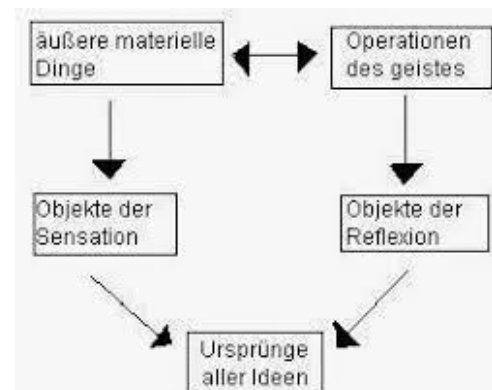 äußere materielle
Dinge
Operationen
des geistes
Objekte der
Sensation
Objekte der
Reflexion
Ursprünge
aller Ideen